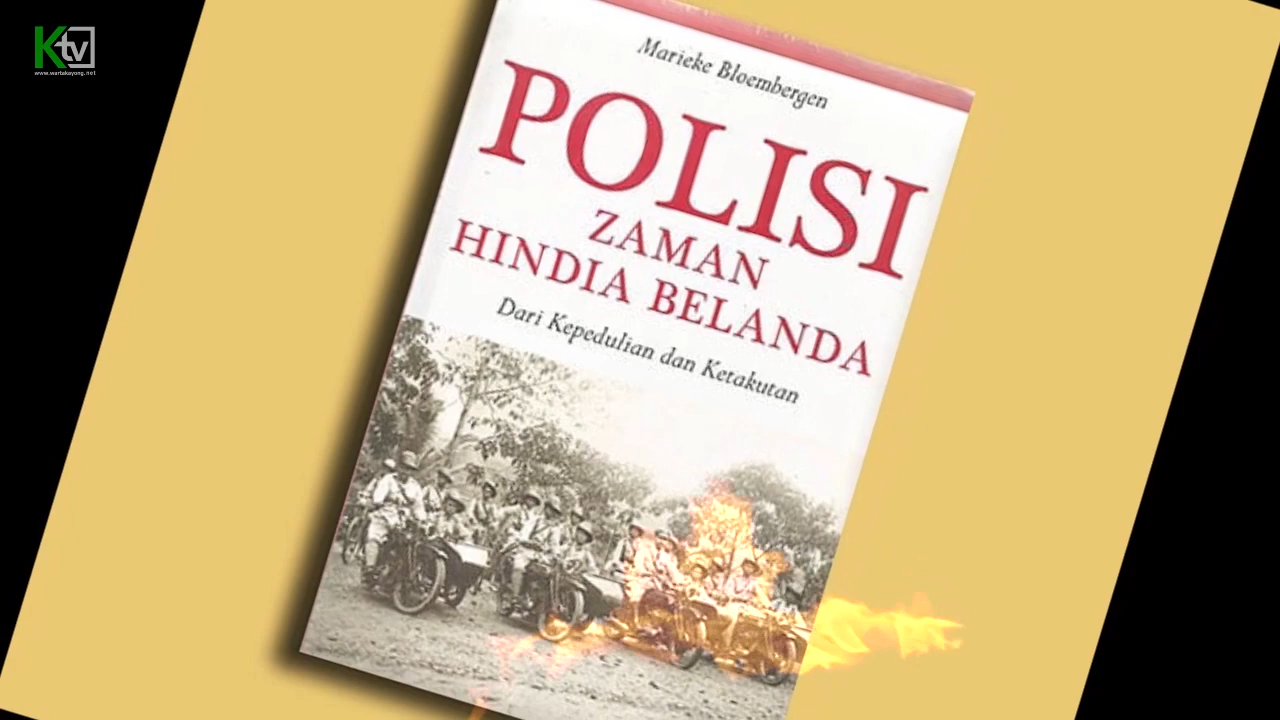 Ktv
www.wartakayong.net
Marieke Bloembergen
POLISI
ZAMAN
HINDIA BELANDA
Dari Kepedulian dan Ketakutan